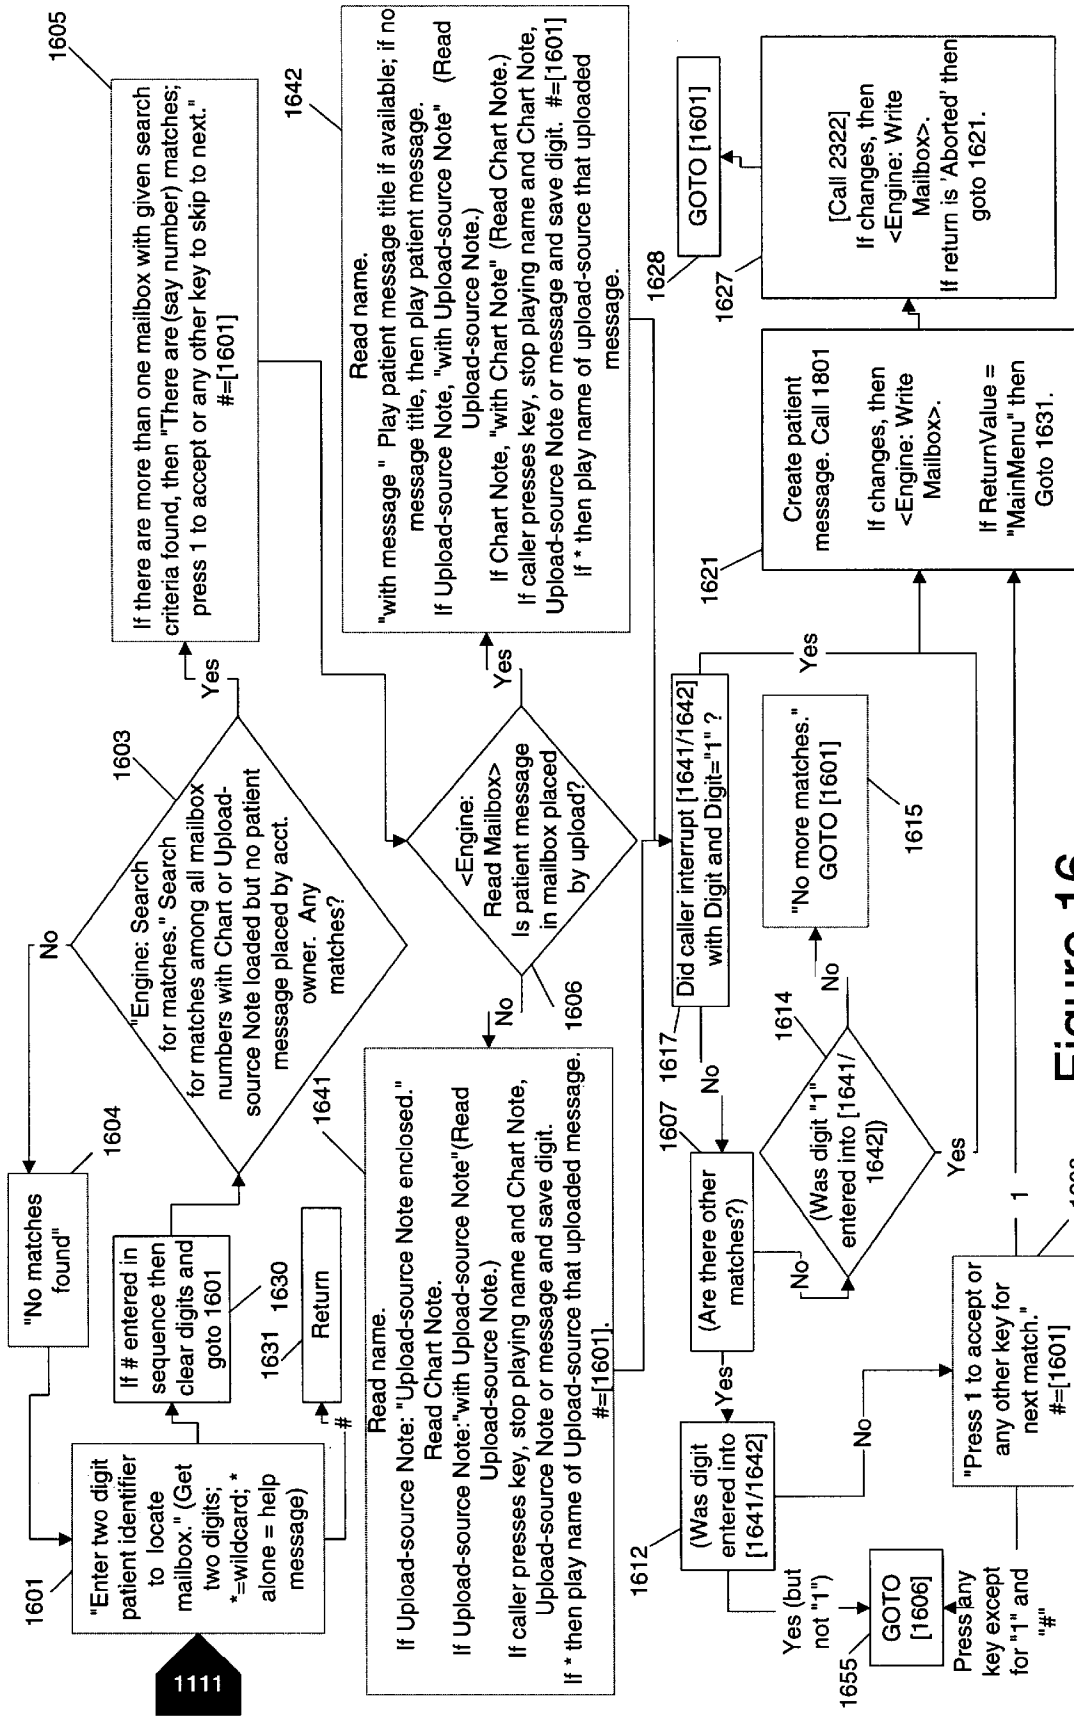 1111
1601
"Enter two digit
patient identifier
to locate
mailbox." (Get
two digits;
*=wildcard; *
alone = help
message)
#
1604
"No matches
found"
1630
If # entered in
sequence then
clear digits and
goto 1601
1631
Return
1603
"Engine: Search
for matches." Search
for matches among all mailbox
numbers with Chart or Upload-
source Note loaded but no patient
message placed by acct.
owner. Any
matches?
No
Yes
1605
If there are more than one mailbox with given search
criteria found, then "There are (say number) matches;
press 1 to accept or any other key to skip to next."
#=[1601]
1641
Read name.
If Upload-source Note: "Upload-source Note enclosed."
Read Chart Note.
If Upload-source Note:"with Upload-source Note"(Read
Upload-source Note.)
If caller presses key, stop playing name and Chart Note,
Upload-source Note or message and save digit.
If * then play name of Upload-source that uploaded message.
#=[1601].
1606
<Engine:
Read Mailbox>
Is patient message
in mailbox placed
by upload?
No
Yes
1642
Read name.
"with message " Play patient message title if available; if no
message title, then play patient message.
If Upload-source Note, "with Upload-source Note" (Read
Upload-source Note.)
If Chart Note, "with Chart Note" (Read Chart Note.)
If caller presses key, stop playing name and Chart Note,
Upload-source Note or message and save digit. #=[1601]
If * then play name of upload-source that uploaded
message.
1617
Did caller interrupt [1641/1642]
with Digit and Digit="1" ?
No
Yes
1607
(Are there other
matches?)
Yes
No
1614
(Was digit "1"
entered into [1641/
1642])
No
Yes
1615
"No more matches."
GOTO [1601]
1612
(Was digit
entered into
[1641/1642]
Yes (but
not "1")
No
1655
GOTO
[1606]
Press any
key except
for "1" and
"#"
"Press 1 to accept or
any other key for
next match."
#=[1601]
1
1621
Create patient
message. Call 1801
If changes, then
<Engine: Write
Mailbox>.
If ReturnValue =
"MainMenu" then
Goto 1631.
1627
[Call 2322]
If changes, then
<Engine: Write
Mailbox>.
If return is 'Aborted' then
goto 1621.
1628
GOTO [1601]
Figure 16